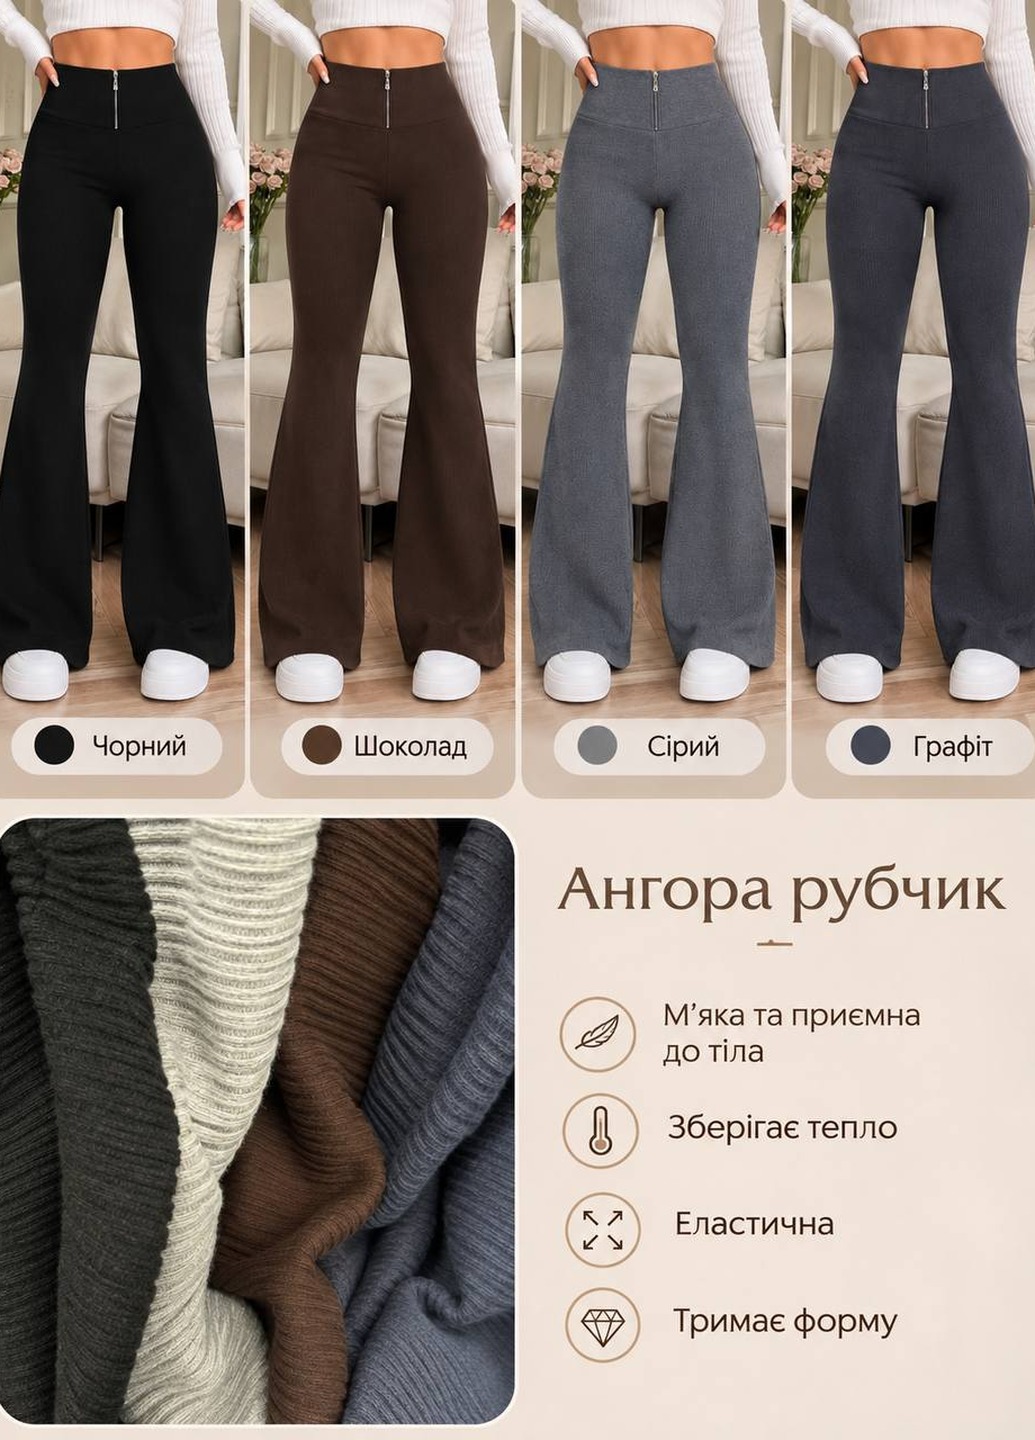 Чорний
Шоколад
Сірий
Графіт
Ангора рубчик
М’яка та приємна
до тіла
Зберігає тепло
Еластична
Тримає форму